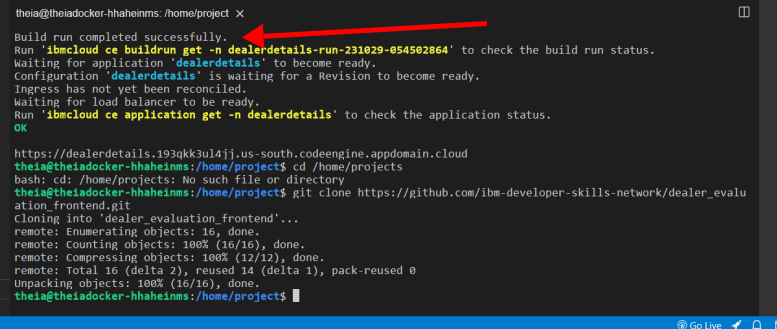 theia@theiadocker-hhaheinms: /home/project ×
Build run completed successfully.
Run 'ibmcloud ce buildrun get -n dealerdetails-run-231029-054502864' to check the build run status.
Waiting for application 'dealerdetails' to become ready.
Configuration 'dealerdetails' is waiting for a Revision to become ready.
Ingress has not yet been reconciled.
Waiting for load balancer to be ready.
Run 'ibmcloud ce application get -n dealerdetails' to check the application status.
OK
https://dealerdetails.193qkk3ul4jj.us-south.codeengine.appdomain.cloud
theia@theiadocker-hhaheinms:/home/project$ cd /home/projects
bash: cd: /home/projects: No such file or directory
theia@theiadocker-hhaheinms:/home/project$ git clone https://github.com/ibm-developer-skills-network/dealer_evalu
ation_frontend.git
Cloning into 'dealer_evaluation_frontend'...
remote: Enumerating objects: 16, done.
remote: Counting objects: 100% (16/16), done.
remote: Compressing objects: 100% (12/12), done.
remote: Total 16 (delta 2), reused 14 (delta 1), pack-reused 0
Unpacking objects: 100% (16/16), done.
theia@theiadocker-hhaheinms:/home/project$
Go Live